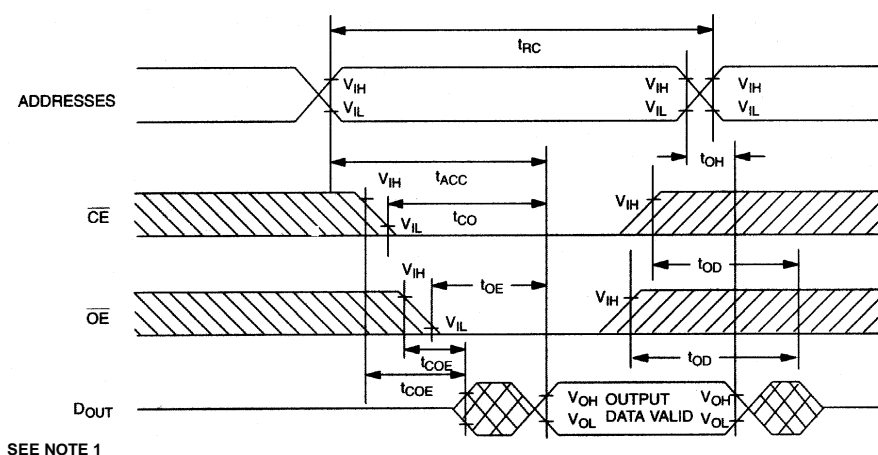 tRC
ADDRESSES
VIH
VIL
VIH
VIL
VIH
VIL
tOH
tACC
CE
VIH
tCO
VIL
VIH
tOD
OE
VIH
tOE
VIL
VIH
tOD
tCOE
tCOE
DOUT
VOH OUTPUT VOH
VOL DATA VALID VOL
SEE NOTE 1